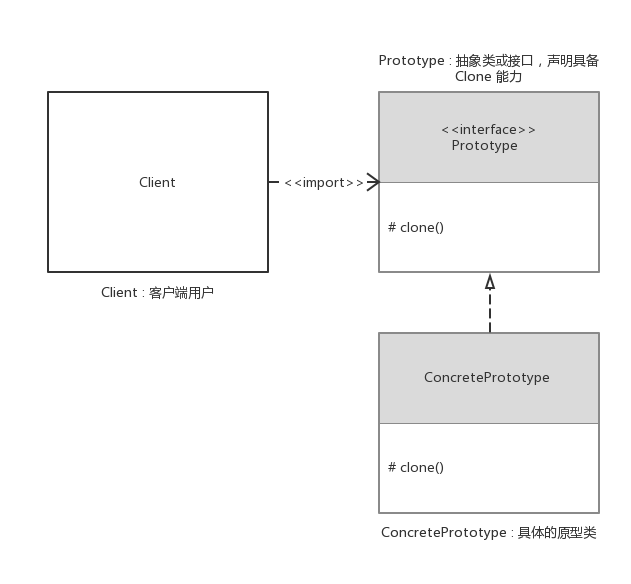 Prototype : 抽象类或接口，声明具备
Clone 能力
<<interface>>
Prototype
Client
<<import>>
# clone()
Client : 客户端用户
ConcretePrototype
# clone()
ConcretePrototype : 具体的原型类